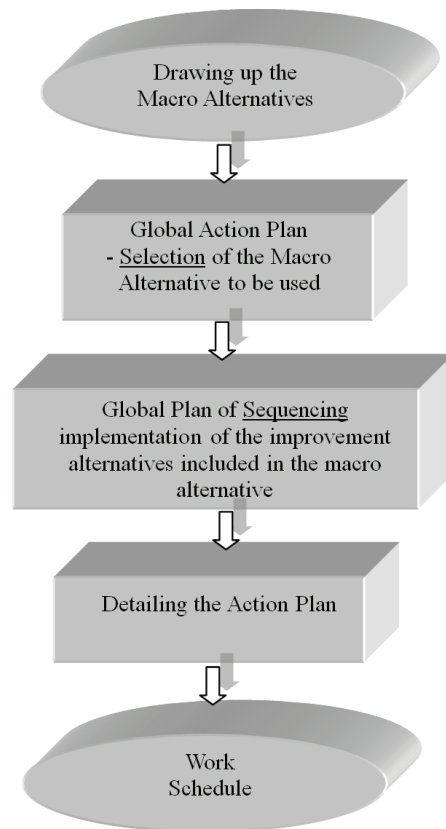 Drawing up the
Macro Alternatives
Global Action Plan
- Selection of the Macro
Alternative to be used
Global Plan of Sequencing
implementation of the improvement
alternatives included in the macro
alternative
Detailing the Action Plan
Work
Schedule